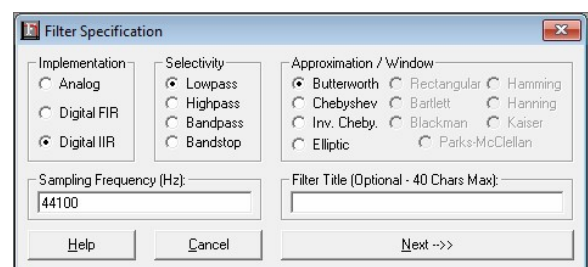 Filter Specification
Implementation
Analog
Digital FIR
Digital IIR
Selectivity
Lowpass
Highpass
Bandpass
Bandstop
Approximation / Window
Butterworth Rectangular Hamming
Chebyshev Bartlett Hanning
Inv. Cheby. Blackman Kaiser
Elliptic Parks-McClellan
Sampling Frequency (Hz):
44100
Filter Title (Optional - 40 Chars Max):
Help Cancel Next -->>